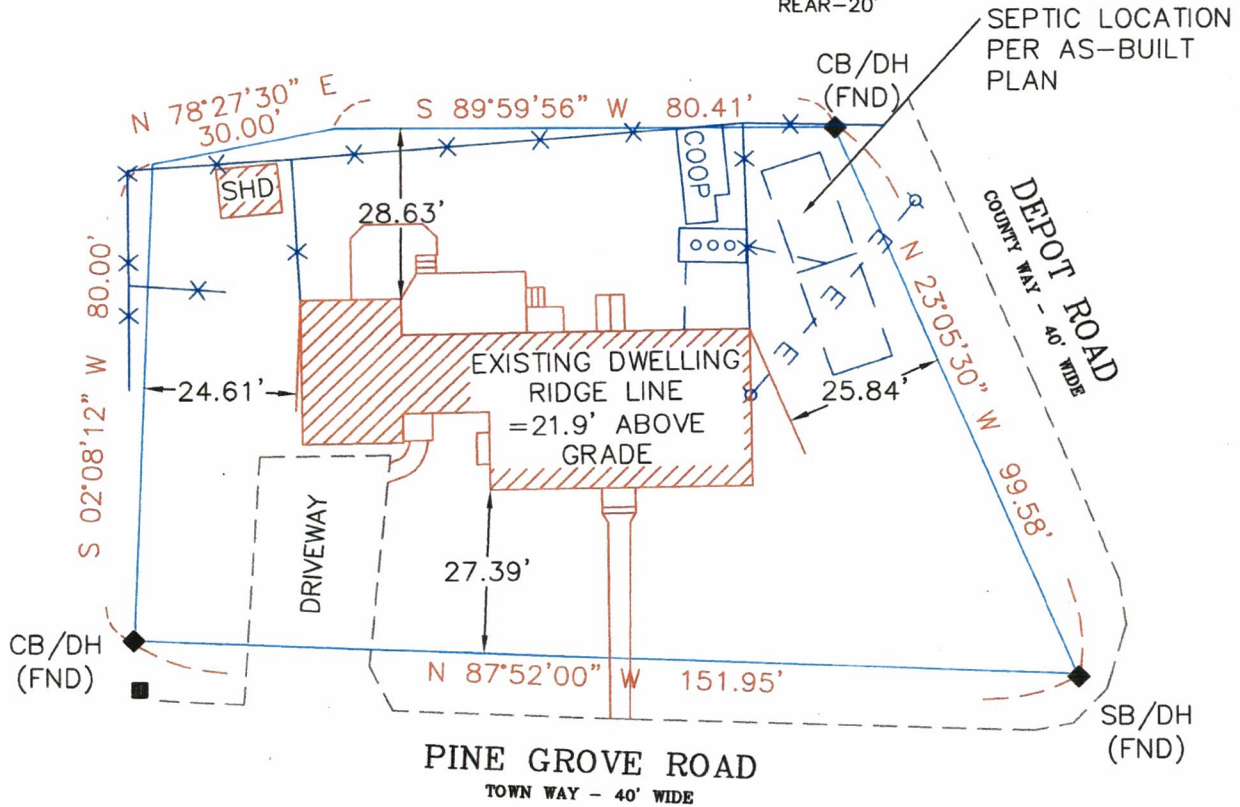 REAR-20'
SEPTIC LOCATION
PER AS-BUILT
PLAN
CB/DH
(FND)
N 78°27'30" E
30.00'
S 89°59'56" W 80.41'
SHD
COOP
28.63'
DEPOT ROAD
COUNTY WAY - 40' WIDE
S 02°08'12" W 80.00'
N 23°05'30" W 99.58'
E
E
E
EXISTING DWELLING
RIDGE LINE
=21.9' ABOVE
GRADE
24.61'
25.84'
DRIVEWAY
27.39'
CB/DH
(FND)
N 87°52'00" W 151.95'
SB/DH
(FND)
PINE GROVE ROAD
TOWN WAY - 40' WIDE